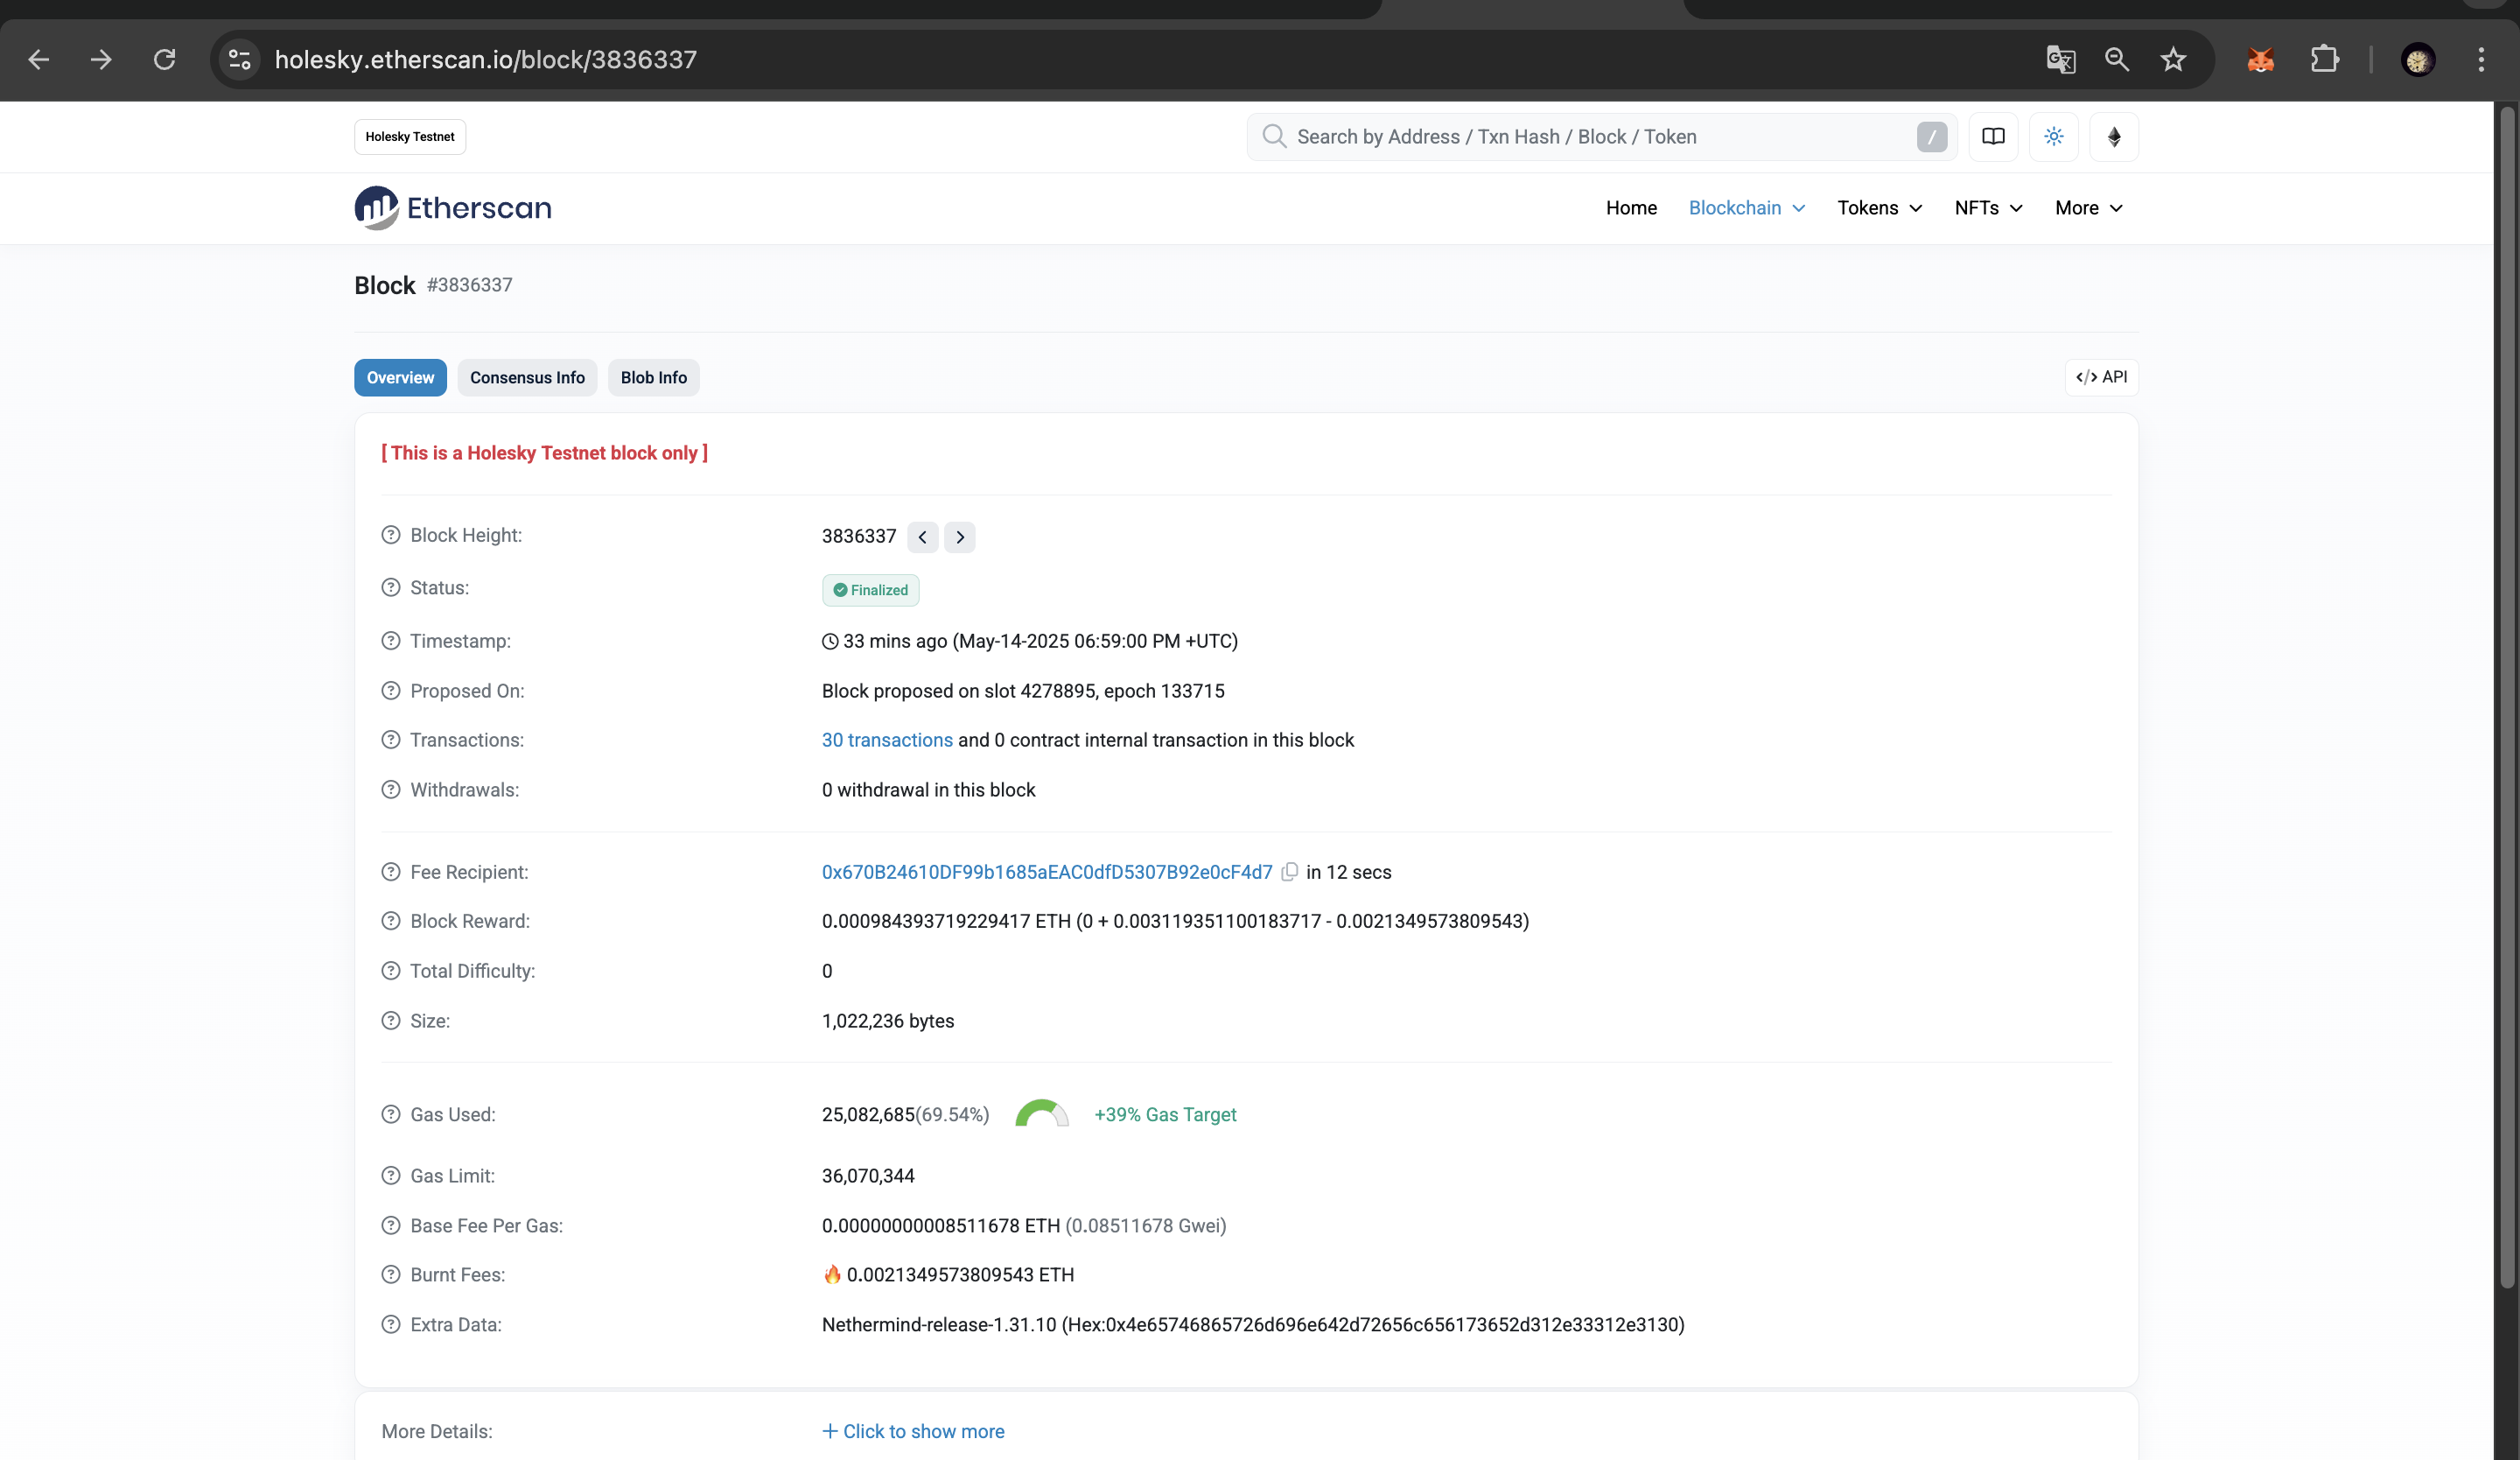 holesky.etherscan.io/block/3836337
Holesky Testnet
Search by Address / Txn Hash / Block / Token
/
Etherscan
Home Blockchain Tokens NFTs More
Block #3836337
Overview Consensus Info Blob Info
</> API
[ This is a Holesky Testnet block only ]
Block Height: 3836337
Status: Finalized
Timestamp: 33 mins ago (May-14-2025 06:59:00 PM +UTC)
Proposed On: Block proposed on slot 4278895, epoch 133715
Transactions: 30 transactions and 0 contract internal transaction in this block
Withdrawals: 0 withdrawal in this block
Fee Recipient: 0x670B24610DF99b1685aEAC0dfD5307B92e0cF4d7 in 12 secs
Block Reward: 0.000984393719229417 ETH (0 + 0.003119351100183717 - 0.0021349573809543)
Total Difficulty: 0
Size: 1,022,236 bytes
Gas Used: 25,082,685(69.54%) +39% Gas Target
Gas Limit: 36,070,344
Base Fee Per Gas: 0.00000000008511678 ETH (0.08511678 Gwei)
Burnt Fees: 🔥 0.0021349573809543 ETH
Extra Data: Nethermind-release-1.31.10 (Hex:0x4e65746865726d696e642d72656c656173652d312e33312e3130)
More Details: + Click to show more